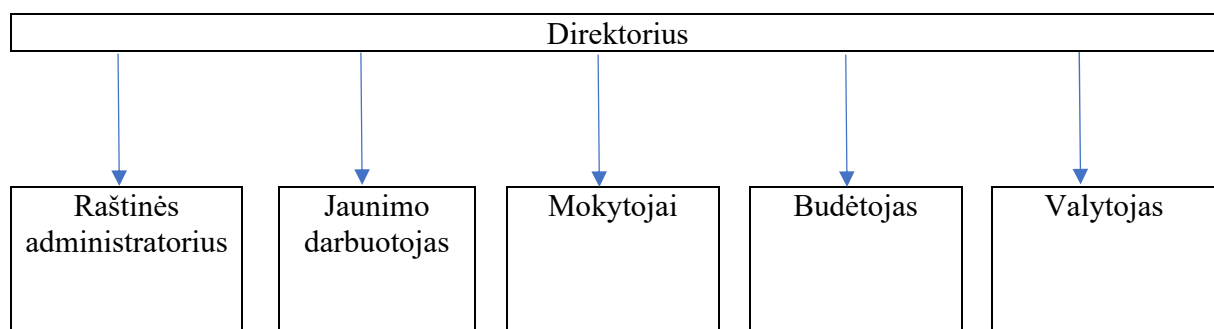 Direktorius
Raštinės
administratorius
Jaunimo
darbuotojas
Mokytojai
Budėtojas
Valytojas